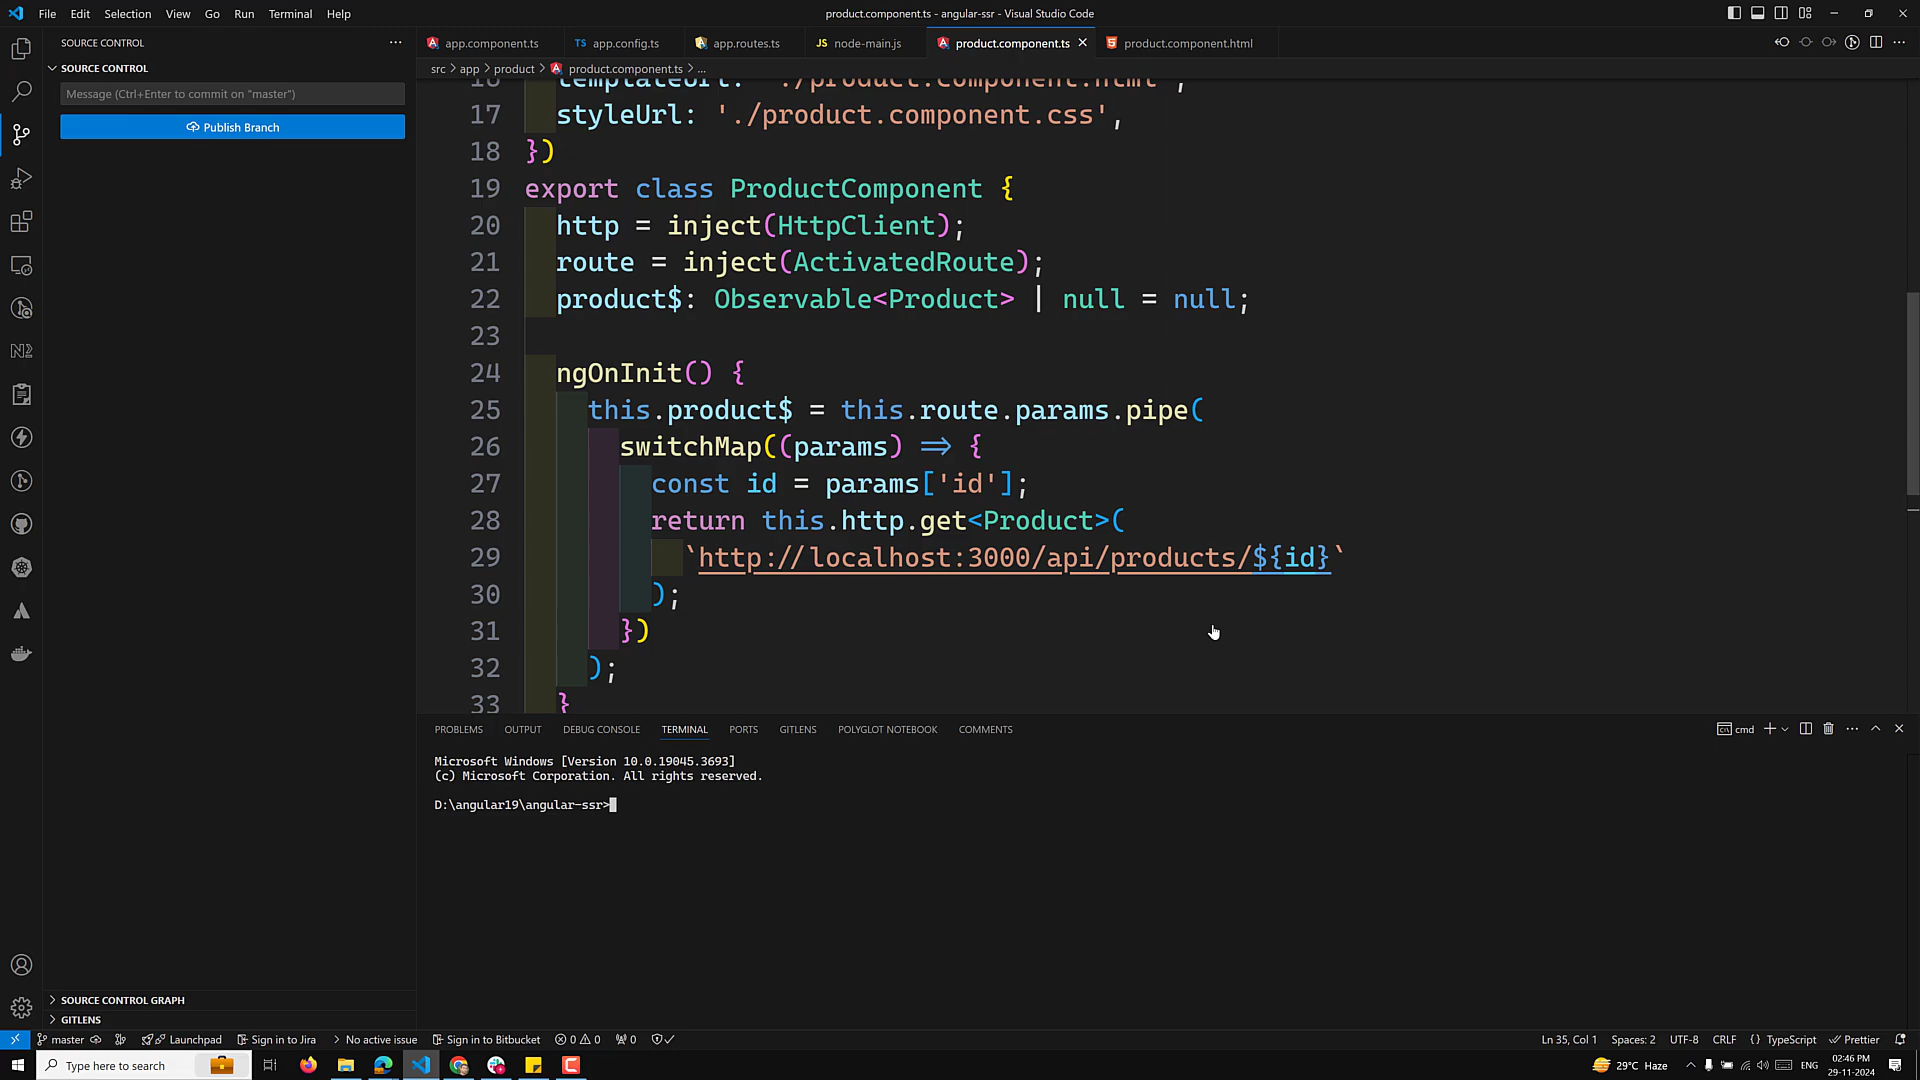 File Edit Selection View Go Run Terminal Help product.component.ts - angular-ssr - Visual Studio Code
SOURCE CONTROL
app.component.ts TS app.config.ts app.routes.ts JS node-main.js product.component.ts product.component.html
SOURCE CONTROL
src > app > product > product.component.ts > ...
Message (Ctrl+Enter to commit on "master")
Publish Branch
16 templateUrl: './product.component.html',
17 styleUrl: './product.component.css',
18 })
19 export class ProductComponent {
20 http = inject(HttpClient);
21 route = inject(ActivatedRoute);
22 product$: Observable<Product> | null = null;
23
24 ngOnInit() {
25 this.product$ = this.route.params.pipe(
26 switchMap((params) => {
27 const id = params['id'];
28 return this.http.get<Product>(
29 `http://localhost:3000/api/products/${id}`
30 );
31 })
32 );
33 }
PROBLEMS OUTPUT DEBUG CONSOLE TERMINAL PORTS GITLENS POLYGLOT NOTEBOOK COMMENTS cmd
Microsoft Windows [Version 10.0.19045.3693]
(c) Microsoft Corporation. All rights reserved.
D:\angular19\angular-ssr>
SOURCE CONTROL GRAPH
GITLENS
master Launchpad Sign in to Jira No active issue Sign in to Bitbucket 0 0 0 Ln 35, Col 1 Spaces: 2 UTF-8 CRLF {} TypeScript Prettier
Type here to search 29°C Haze ENG 02:46 PM
29-11-2024